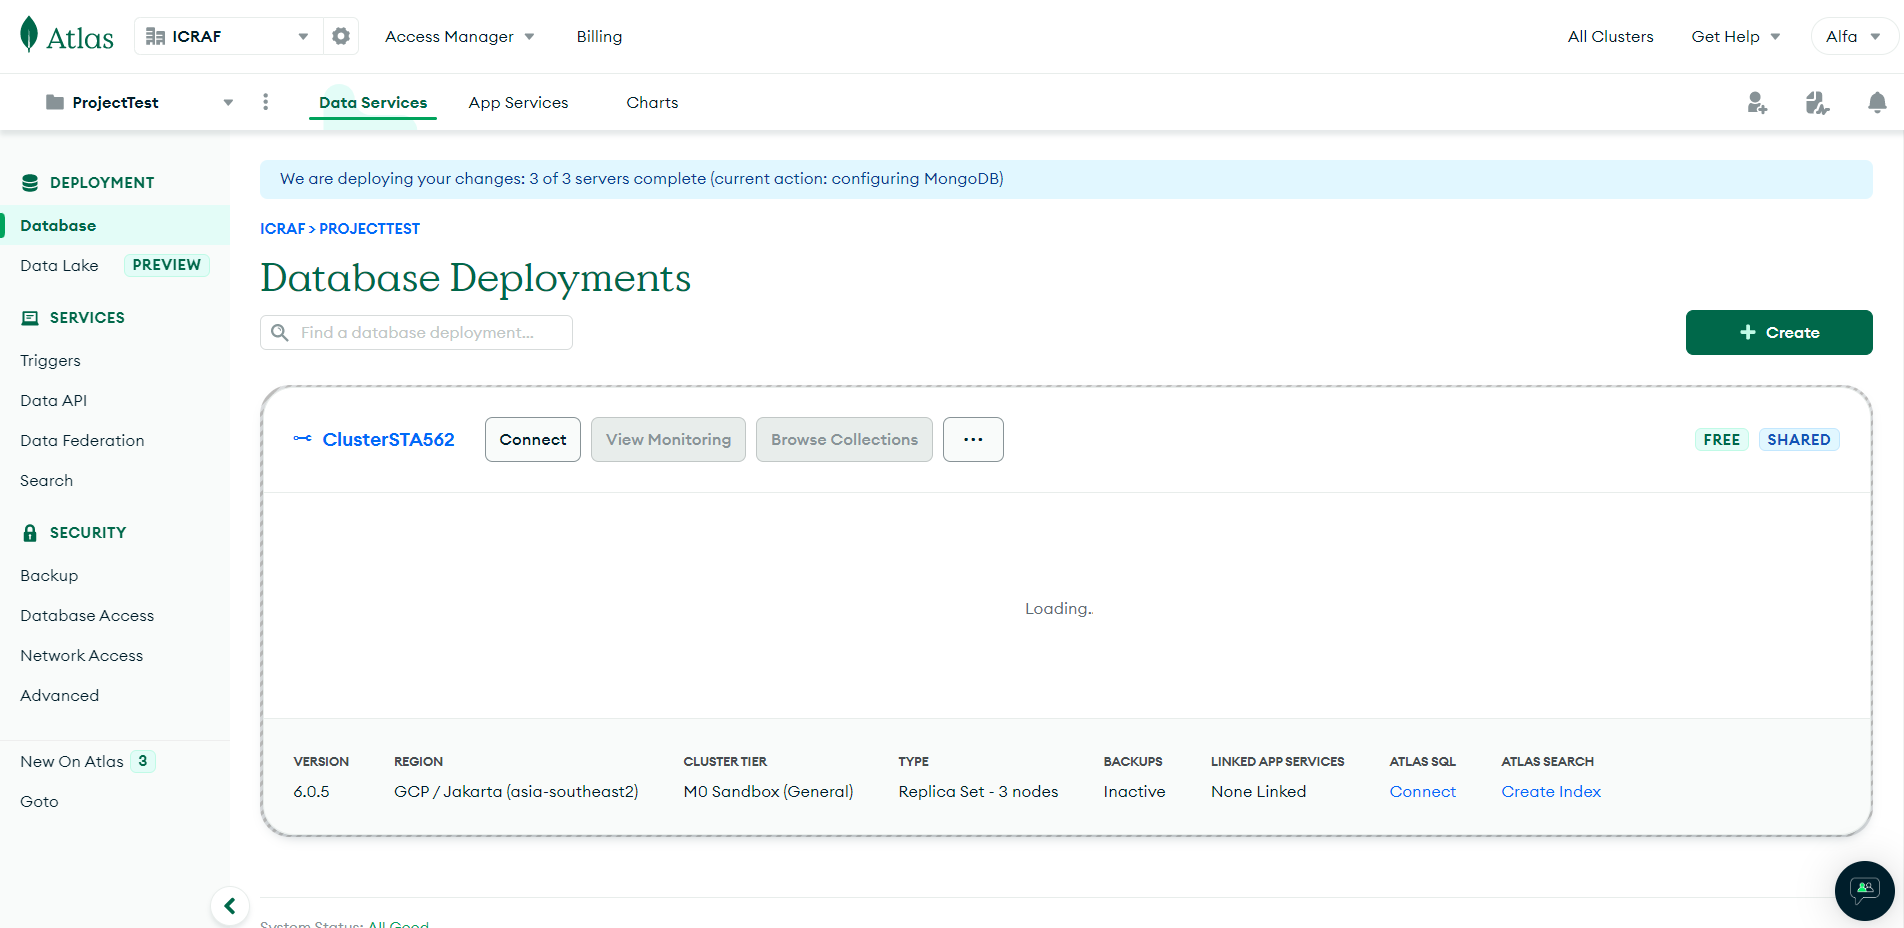 Atlas
ICRAF
Access Manager
Billing
All Clusters
Get Help
Alfa
ProjectTest
Data Services
App Services
Charts
DEPLOYMENT
Database
Data Lake PREVIEW
SERVICES
Triggers
Data API
Data Federation
Search
SECURITY
Backup
Database Access
Network Access
Advanced
New On Atlas 3
Goto
We are deploying your changes: 3 of 3 servers complete (current action: configuring MongoDB)
ICRAF > PROJECTTEST
Database Deployments
Find a database deployment...
+ Create
ClusterSTA562
Connect
View Monitoring
Browse Collections
...
FREE
SHARED
Loading..
VERSION
6.0.5
REGION
GCP / Jakarta (asia-southeast2)
CLUSTER TIER
M0 Sandbox (General)
TYPE
Replica Set - 3 nodes
BACKUPS
Inactive
LINKED APP SERVICES
None Linked
ATLAS SQL
Connect
ATLAS SEARCH
Create Index
System Status: All Good